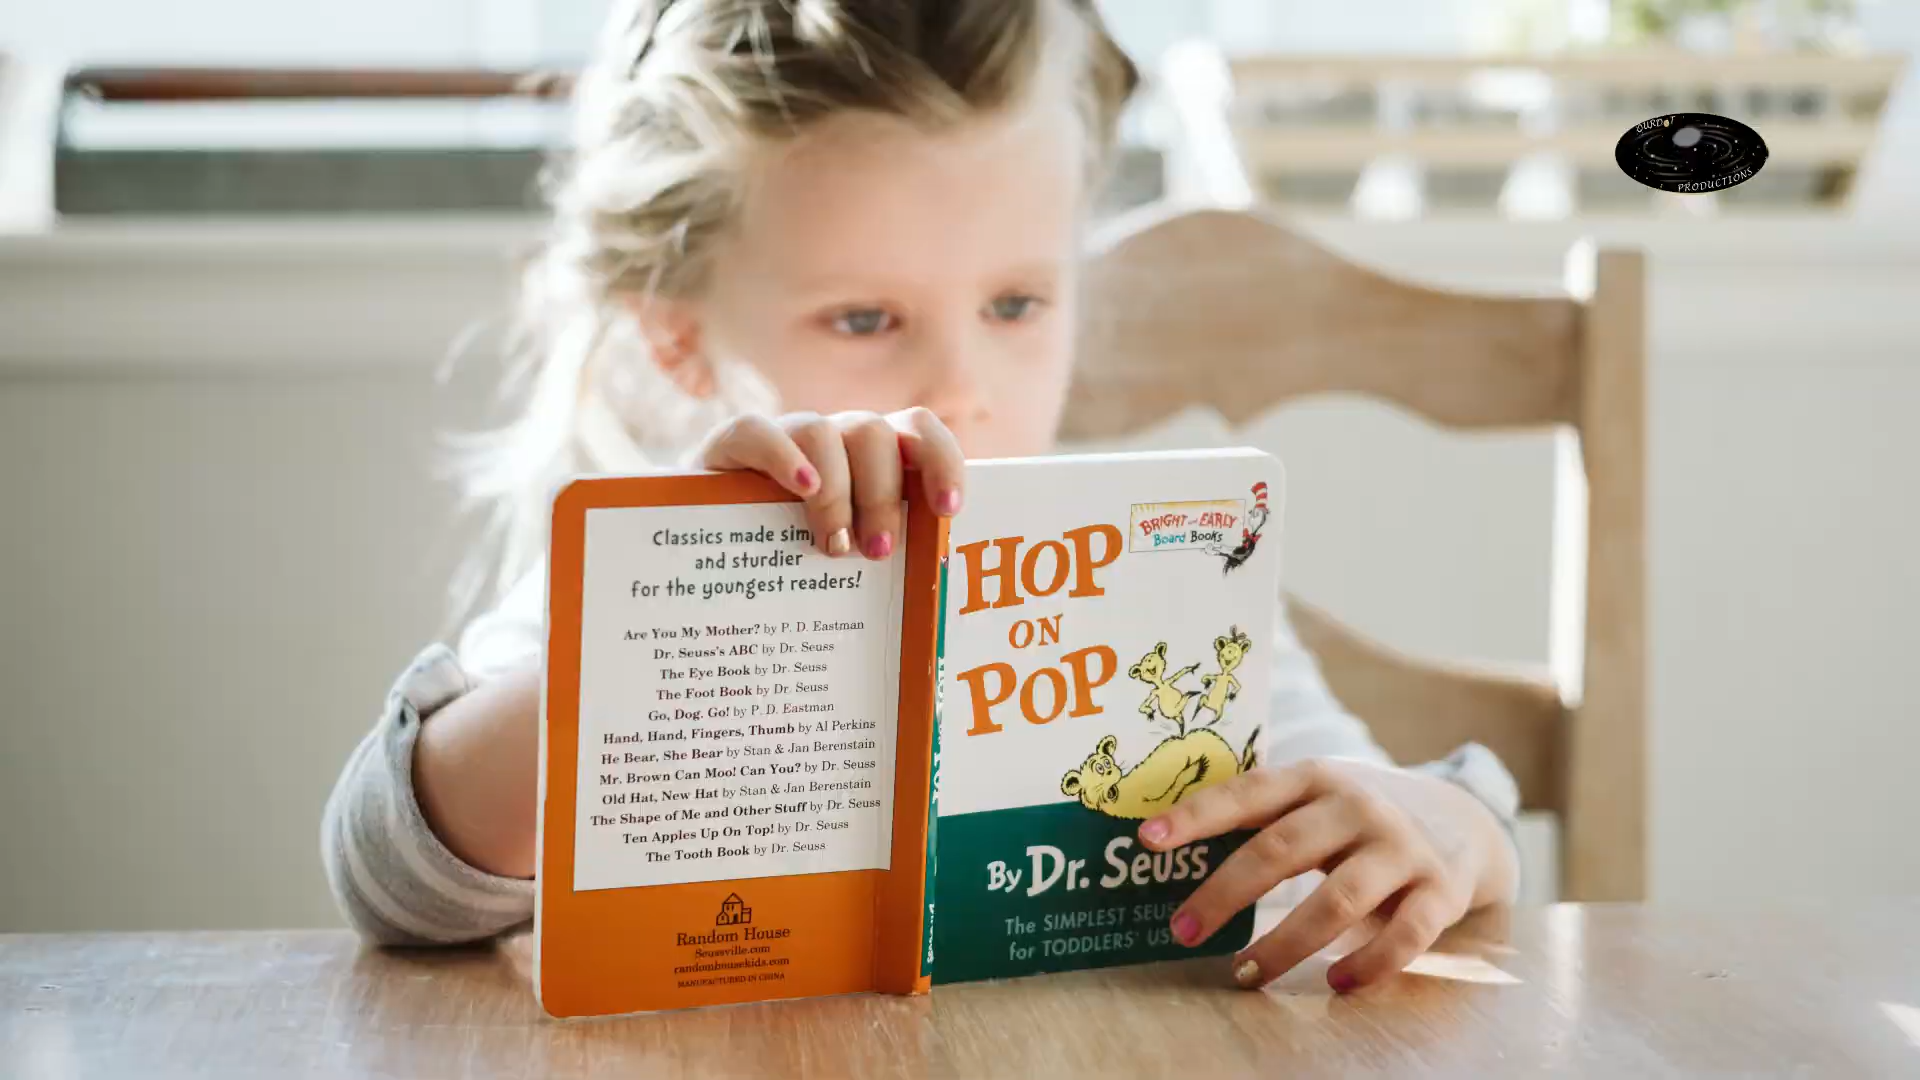 OURDOT
PRODUCTIONS
Classics made
and sturdier
for the youngest readers!
Are You My Mother? by P. D. Eastman
Dr. Seuss's ABC by Dr. Seuss
The Eye Book by Dr. Seuss
The Foot Book by Dr. Seuss
Go, Dog. Go! by P. D. Eastman
Hand, Hand, Fingers, Thumb by Al Perkins
He Bear, She Bear by Stan & Jan Berenstain
Mr. Brown Can Moo! Can You? by Dr. Seuss
Old Hat, New Hat by Stan & Jan Berenstain
The Shape of Me and Other Stuff by Dr. Seuss
Ten Apples Up On Top! by Dr. Seuss
The Tooth Book by Dr. Seuss
Random House
Seussville.com
randomhousekids.com
MANUFACTURED IN CHINA
BRIGHT and EARLY
Board Books
HOP
ON
POP
By Dr. Seuss
The SIMPLEST
for TODDLERS'